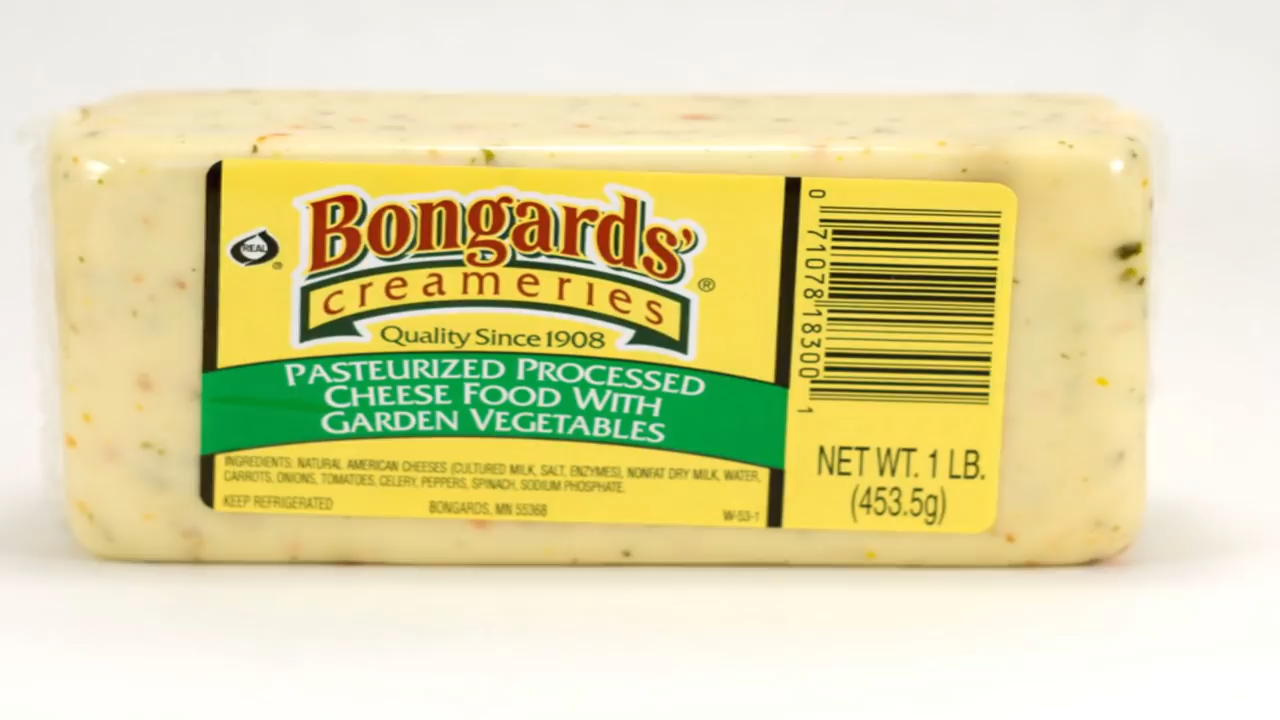 REAL
®
Bongards'
creameries
®
Quality Since 1908
PASTEURIZED PROCESSED
CHEESE FOOD WITH
GARDEN VEGETABLES
INGREDIENTS: NATURAL AMERICAN CHEESES (CULTURED MILK, SALT, ENZYMES), NONFAT DRY MILK, WATER,
CARROTS, ONIONS, TOMATOES, CELERY, PEPPERS, SPINACH, SODIUM PHOSPHATE.
KEEP REFRIGERATED BONGARDS, MN 55368 W-53-1
0 71078 18300 1
NET WT. 1 LB.
(453.5g)